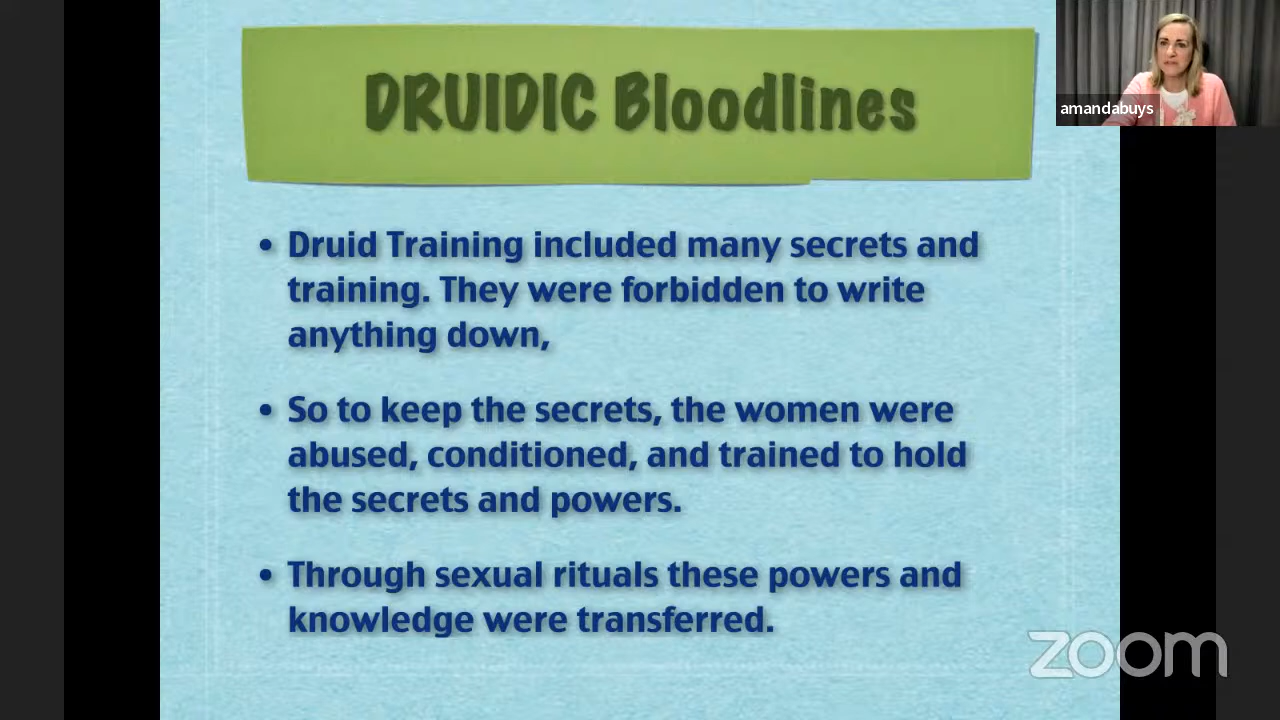 DRUIDIC Bloodlines
amandabuys
• Druid Training included many secrets and
training. They were forbidden to write
anything down,
• So to keep the secrets, the women were
abused, conditioned, and trained to hold
the secrets and powers.
• Through sexual rituals these powers and
knowledge were transferred.
zoom